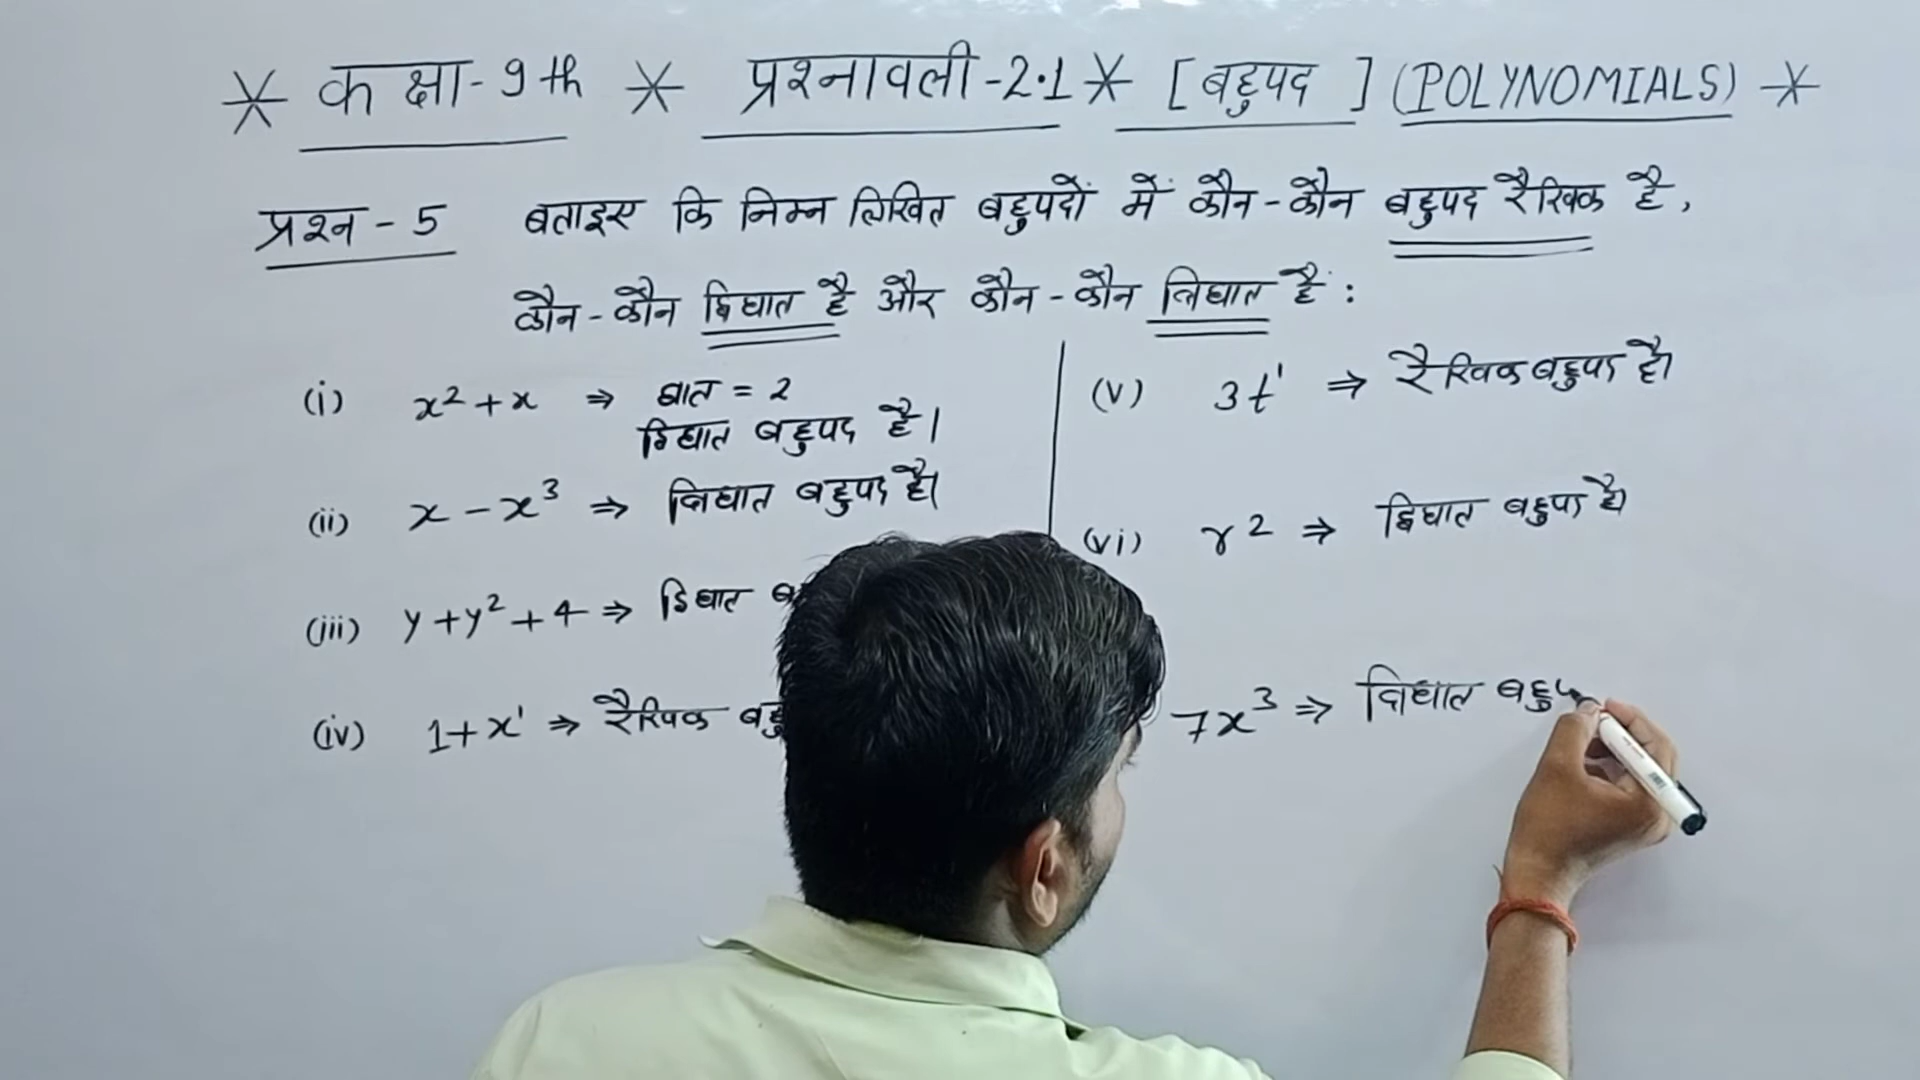 * कक्षा - 9th * प्रश्नावली - 2.1 * [बहुपद] (POLYNOMIALS) *
प्रश्न - 5 बताइए कि निम्न लिखित बहुपदों में कौन - कौन बहुपद रैखिक है,
कौन - कौन द्विघात है और कौन - कौन त्रिघात है :
(i) x² + x ⇒ घात = 2
द्विघात बहुपद है।
(ii) x - x³ ⇒ त्रिघात बहुपद है।
(iii) y + y² + 4 ⇒ द्विघात
(iv) 1 + x¹ ⇒ रैखिक
(v) 3t¹ ⇒ रैखिक बहुपद है।
(vi) r² ⇒ द्विघात बहुपद है।
7x³ ⇒ त्रिघात बहुप